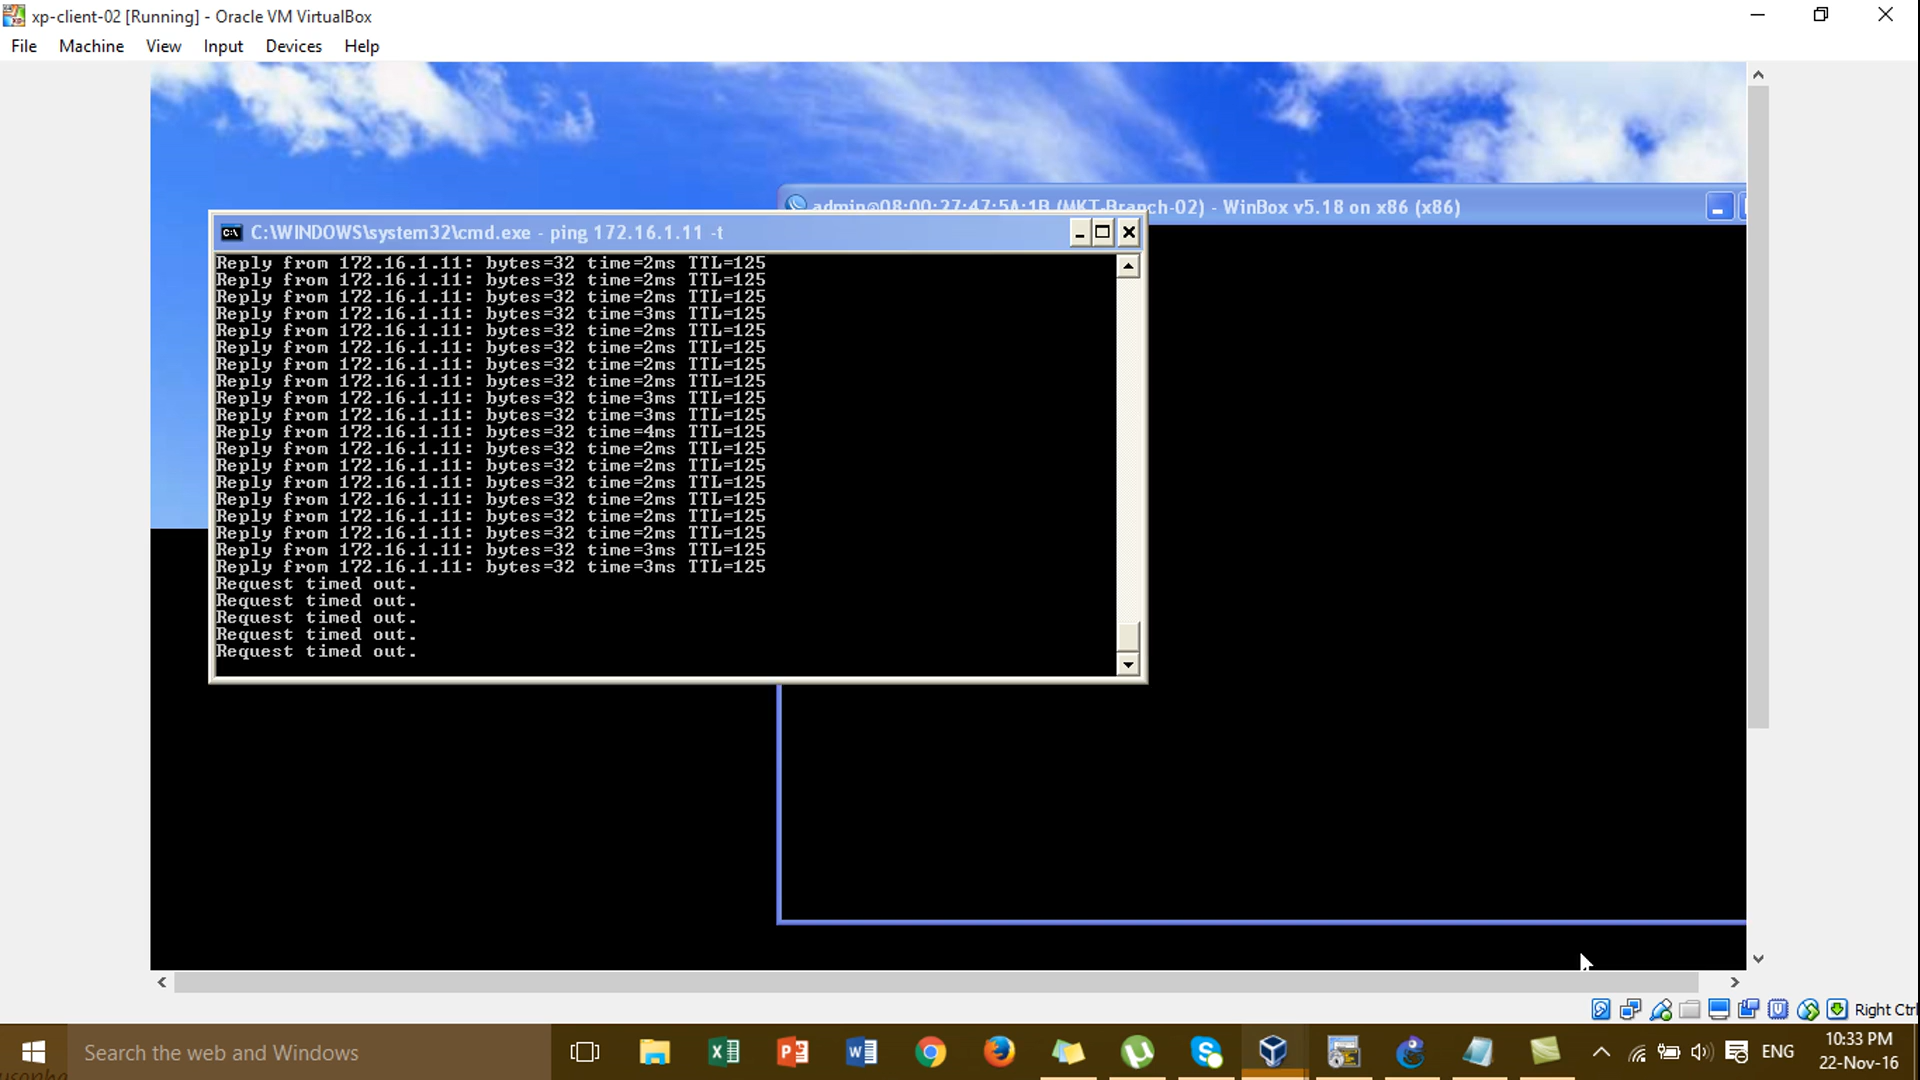 xp-client-02 [Running] - Oracle VM VirtualBox
File Machine View Input Devices Help
admin@08:00:27:47:5A:1B (MKT-Branch-02) - WinBox v5.18 on x86 (x86)
C:\WINDOWS\system32\cmd.exe - ping 172.16.1.11 -t
Reply from 172.16.1.11: bytes=32 time=2ms TTL=125
Reply from 172.16.1.11: bytes=32 time=2ms TTL=125
Reply from 172.16.1.11: bytes=32 time=2ms TTL=125
Reply from 172.16.1.11: bytes=32 time=3ms TTL=125
Reply from 172.16.1.11: bytes=32 time=2ms TTL=125
Reply from 172.16.1.11: bytes=32 time=2ms TTL=125
Reply from 172.16.1.11: bytes=32 time=2ms TTL=125
Reply from 172.16.1.11: bytes=32 time=2ms TTL=125
Reply from 172.16.1.11: bytes=32 time=3ms TTL=125
Reply from 172.16.1.11: bytes=32 time=3ms TTL=125
Reply from 172.16.1.11: bytes=32 time=4ms TTL=125
Reply from 172.16.1.11: bytes=32 time=2ms TTL=125
Reply from 172.16.1.11: bytes=32 time=2ms TTL=125
Reply from 172.16.1.11: bytes=32 time=2ms TTL=125
Reply from 172.16.1.11: bytes=32 time=2ms TTL=125
Reply from 172.16.1.11: bytes=32 time=2ms TTL=125
Reply from 172.16.1.11: bytes=32 time=2ms TTL=125
Reply from 172.16.1.11: bytes=32 time=3ms TTL=125
Reply from 172.16.1.11: bytes=32 time=3ms TTL=125
Request timed out.
Request timed out.
Request timed out.
Request timed out.
Request timed out.
Right Ctrl
Search the web and Windows
ENG
10:33 PM
22-Nov-16